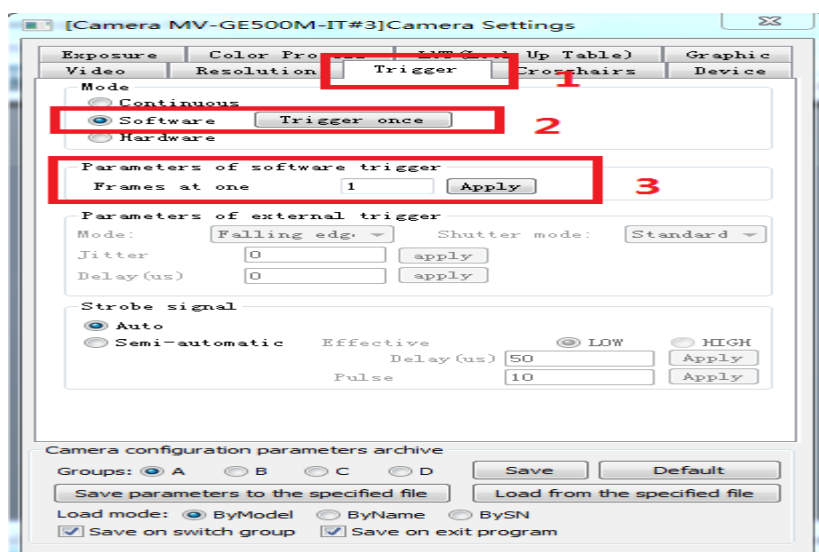 [Camera MV-GE500M-IT#3]Camera Settings
Exposure Color Up Table) Graphic
Video Resolution Trigger Crosshairs Device
1
Mode
Continuous
Software Trigger once
2
Hardware
Parameters of software trigger
Frames at one 1 Apply
3
Parameters of external trigger
Mode: Falling edg Shutter mode: Standard
Jitter 0 apply
Delay(us) 0 apply
Strobe signal
Auto
Semi-automatic Effective LOW HIGH
Delay(us) 50 Apply
Pulse 10 Apply
Camera configuration parameters archive
Groups: A B C D Save Default
Save parameters to the specified file Load from the specified file
Load mode: ByModel ByName BySN
Save on switch group Save on exit program